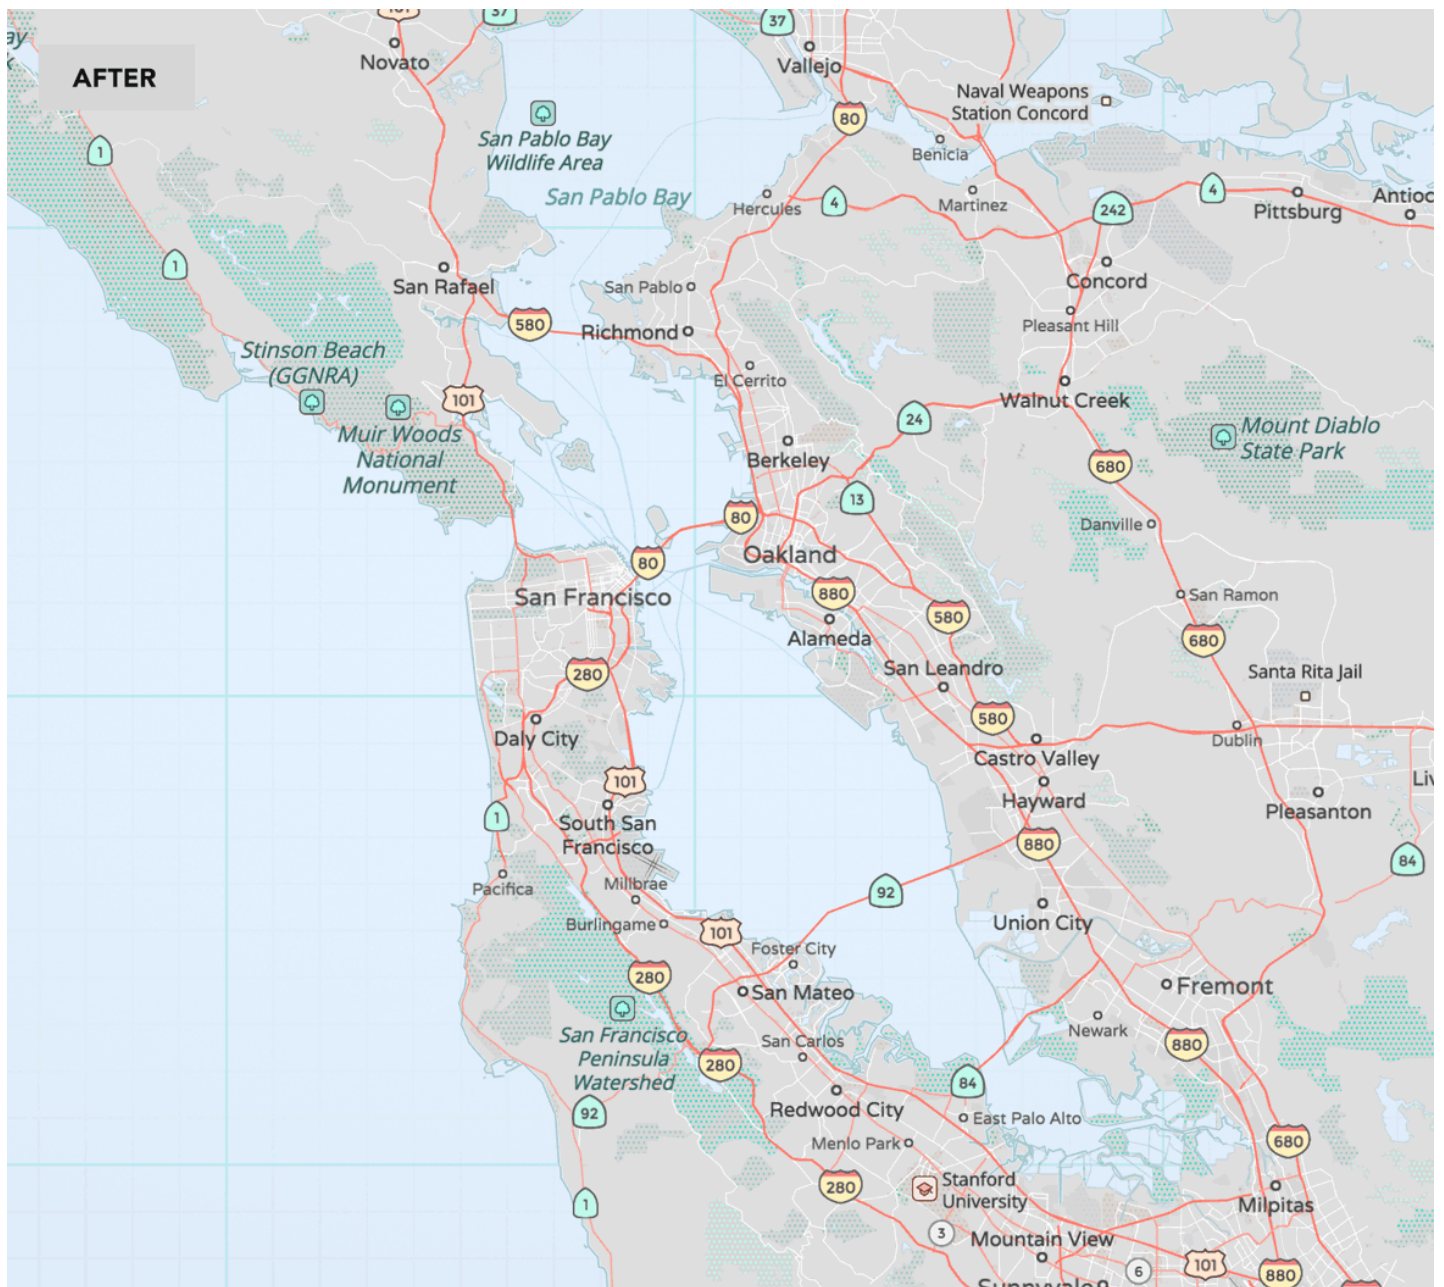 101
37
37
ay
k
AFTER
Novato
Vallejo
Naval Weapons
Station Concord
80
San Pablo Bay
Wildlife Area
1
Benicia
San Pablo Bay
Hercules
4
Martinez
242
4
Pittsburg
Antioc
1
San Rafael
Concord
San Pablo
580
Richmond
Pleasant Hill
Stinson Beach
(GGNRA)
El Cerrito
101
Walnut Creek
24
Muir Woods
National
Monument
Mount Diablo
State Park
Berkeley
680
13
80
Danville
Oakland
80
San Francisco
880
San Ramon
580
Alameda
680
280
San Leandro
Santa Rita Jail
580
Daly City
Dublin
Castro Valley
101
Liv
Hayward
Pleasanton
1
South San
Francisco
880
84
Pacifica
Millbrae
92
Burlingame
101
Union City
Foster City
280
San Mateo
Fremont
San Francisco
Peninsula
Watershed
San Carlos
Newark
880
280
84
92
Redwood City
East Palo Alto
Menlo Park
680
280
Stanford
University
1
Milpitas
3
Mountain View
6
101
880
Sunnyvale